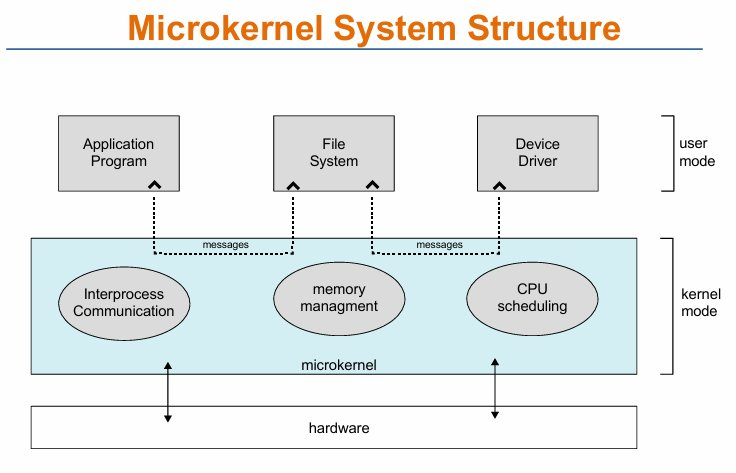 Microkernel System Structure
Application
Program
File
System
Device
Driver
user
mode
messages
messages
Interprocess
Communication
memory
managment
CPU
scheduling
kernel
mode
microkernel
hardware